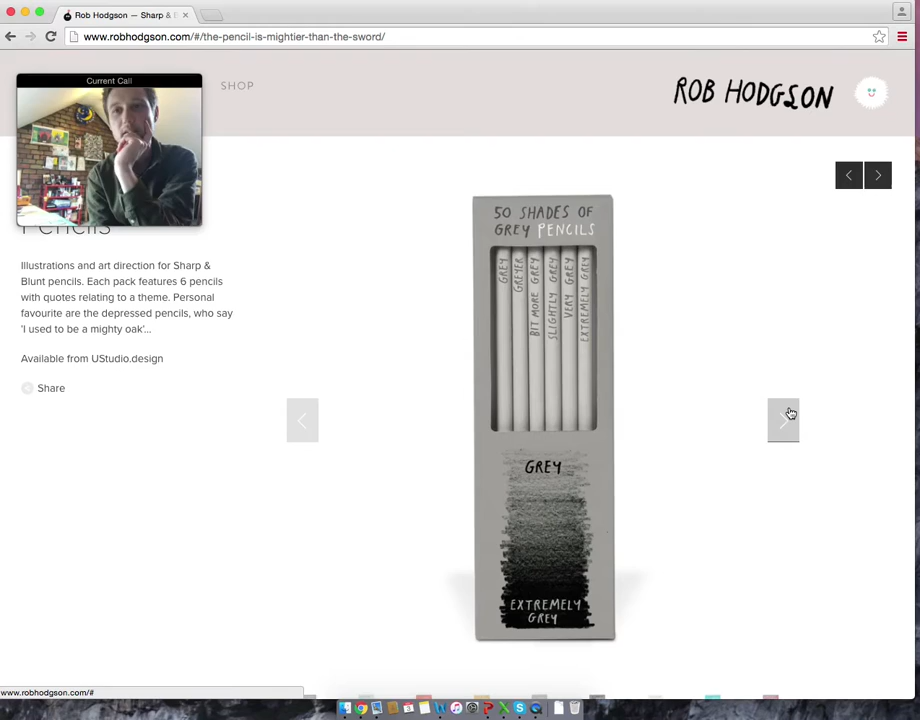 Rob Hodgson — Sharp & B
www.robhodgson.com/#/the-pencil-is-mightier-than-the-sword/
Current Call
SHOP
ROB HODGSON
Pencils
Illustrations and art direction for Sharp &
Blunt pencils. Each pack features 6 pencils
with quotes relating to a theme. Personal
favourite are the depressed pencils, who say
'I used to be a mighty oak'...
Available from UStudio.design
Share
50 SHADES OF
GREY PENCILS
GREY
GREYER
BIT MORE GREY
SLIGHTLY GREY
VERY GREY
EXTREMELY GREY
GREY
EXTREMELY
GREY
www.robhodgson.com/#